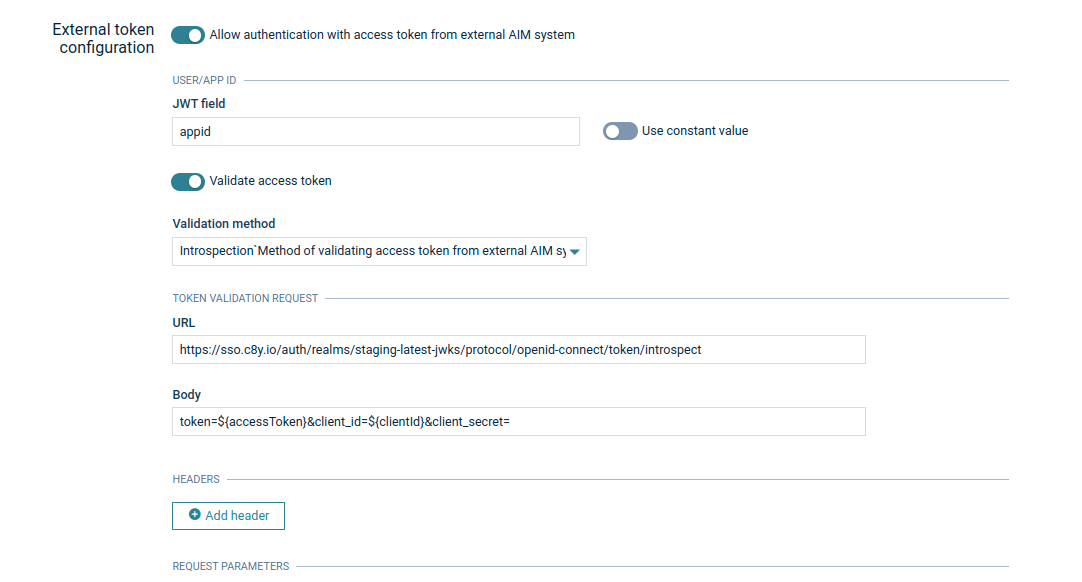 External token
configuration
Allow authentication with access token from external AIM system
USER/APP ID
JWT field
appid
Use constant value
Validate access token
Validation method
Introspection`Method of validating access token from external AIM sy
TOKEN VALIDATION REQUEST
URL
https://sso.c8y.io/auth/realms/staging-latest-jwks/protocol/openid-connect/token/introspect
Body
token=${accessToken}&client_id=${clientId}&client_secret=
HEADERS
Add header
REQUEST PARAMETERS